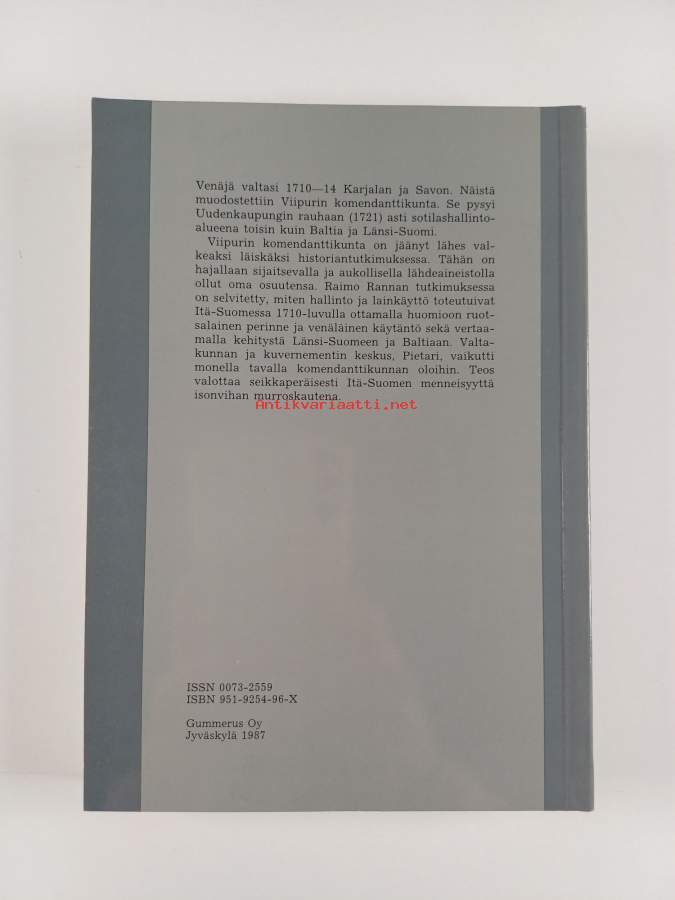 Venäjä valtasi 1710—14 Karjalan ja Savon. Näistä
muodostettiin Viipurin komendanttikunta. Se pysyi
Uudenkaupungin rauhaan (1721) asti sotilashallinto-
alueena toisin kuin Baltia ja Länsi-Suomi.
Viipurin komendanttikunta on jäänyt lähes val-
keaksi läiskäksi historiantutkimuksessa. Tähän on
hajallaan sijaitsevalla ja aukollisella lähdeaineistolla
ollut oma osuutensa. Raimo Rannan tutkimuksessa
on selvitetty, miten hallinto ja lainkäyttö toteutuivat
Itä-Suomessa 1710-luvulla ottamalla huomioon ruot-
salainen perinne ja venäläinen käytäntö sekä vertaa-
malla kehitystä Länsi-Suomeen ja Baltiaan. Valta-
kunnan ja kuvernementin keskus, Pietari, vaikutti
monella tavalla komendanttikunnan oloihin. Teos
valottaa seikkaperäisesti Itä-Suomen menneisyyttä
isonvihan murroskautena.
Antikvariaatti.net
ISSN 0073-2559
ISBN 951-9254-96-X
Gummerus Oy
Jyväskylä 1987